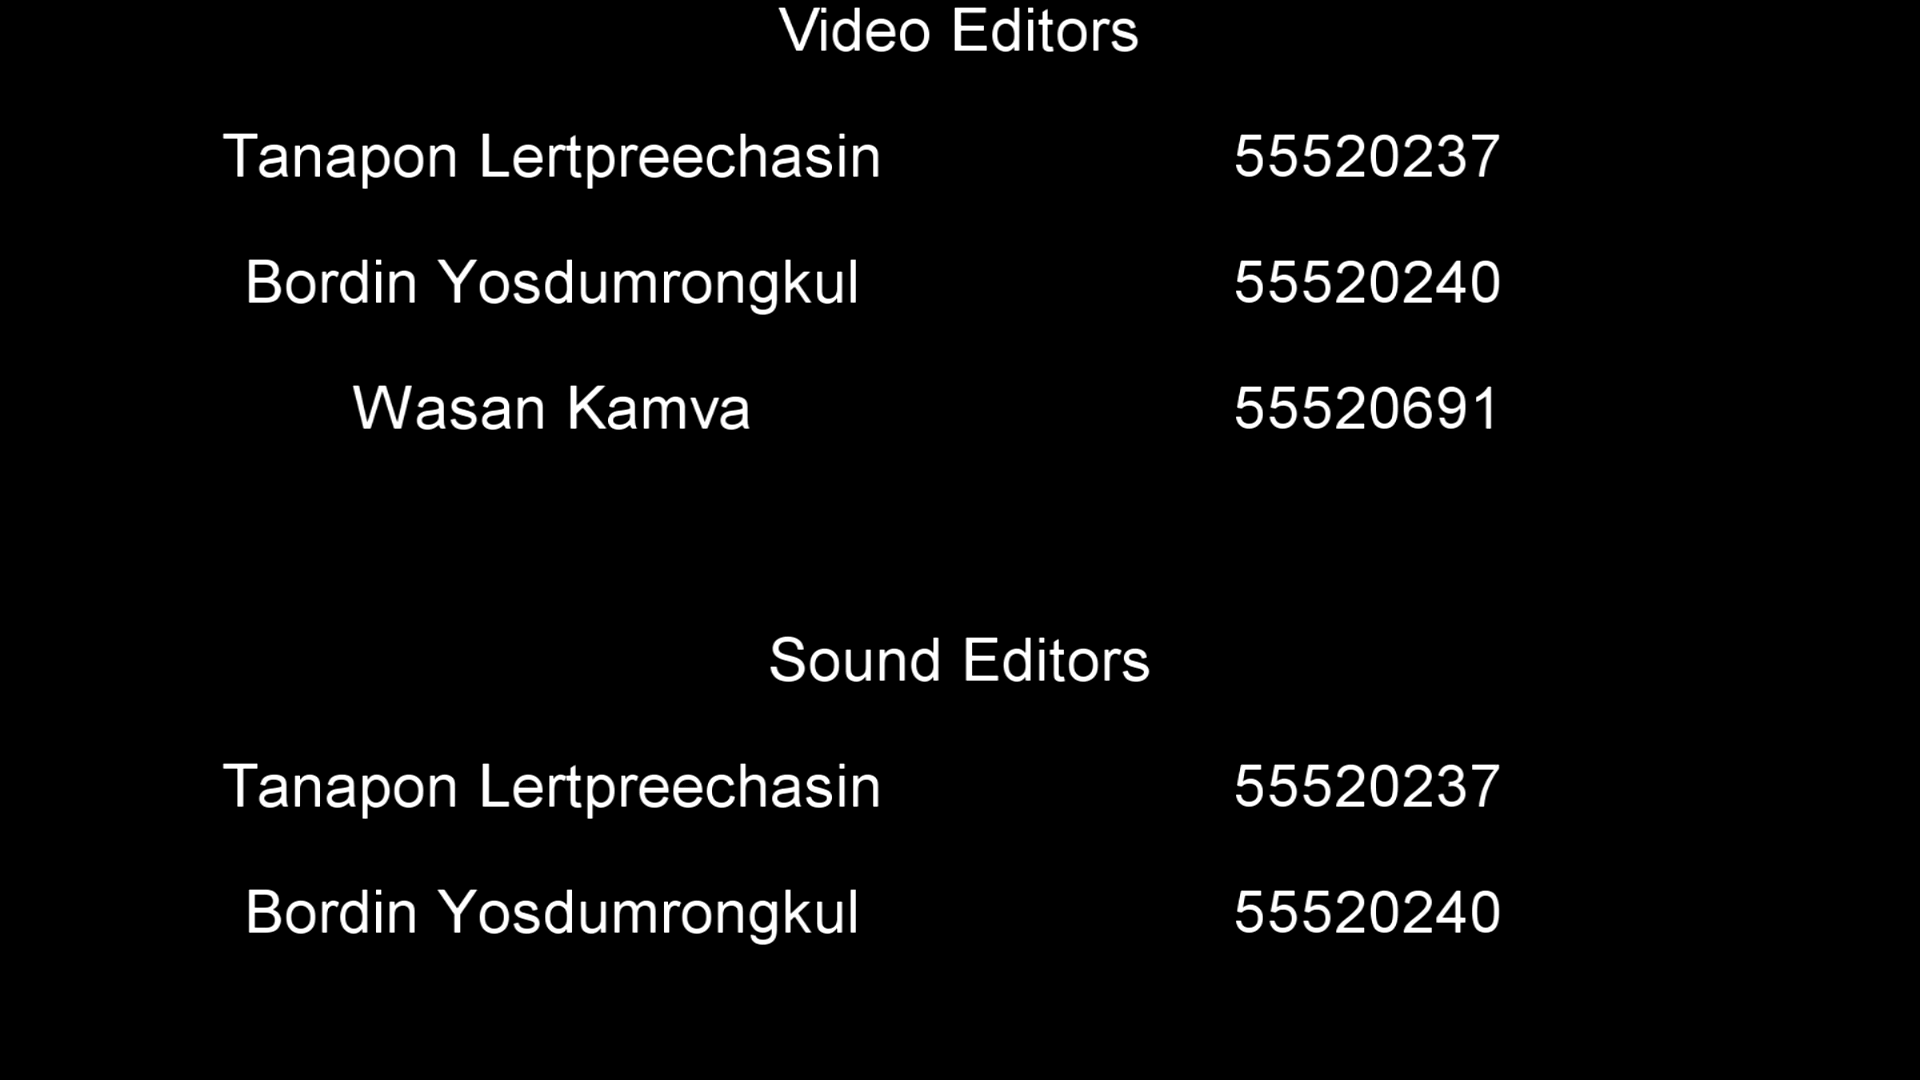 Video Editors
Tanapon Lertpreechasin 55520237
Bordin Yosdumrongkul 55520240
Wasan Kamva 55520691
Sound Editors
Tanapon Lertpreechasin 55520237
Bordin Yosdumrongkul 55520240